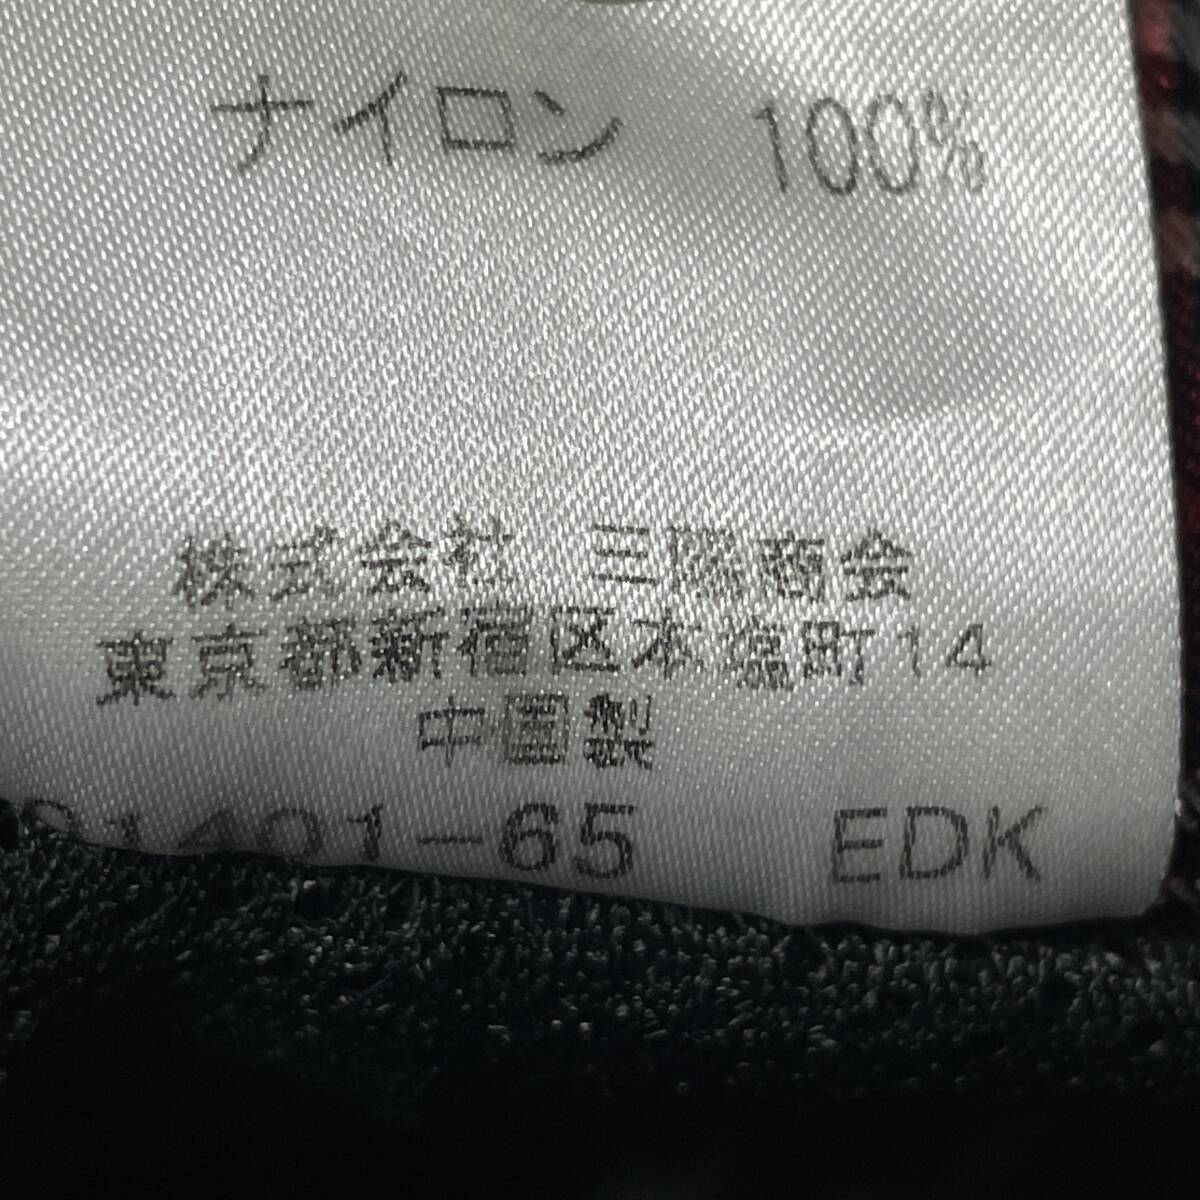 ナイロン 100%
株式会社 三陽商会
東京都新宿区本塩町14
中国製
-65 EDK